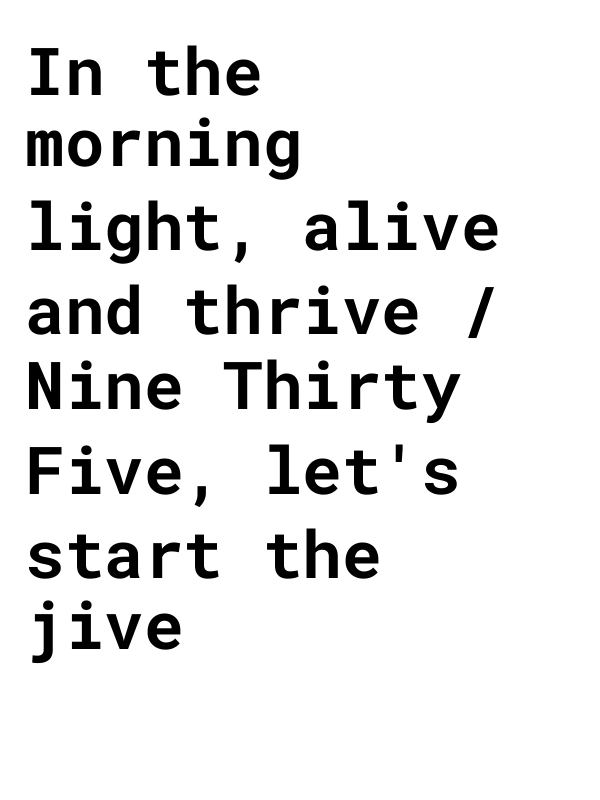 In the
morning
light, alive
and thrive /
Nine Thirty
Five, let's
start the
jive